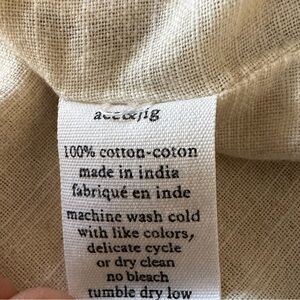 ace&jig
100% cotton-coton
made in india
fabriqué en inde
machine wash cold
with like colors,
delicate cycle
or dry clean
no bleach
tumble dry low